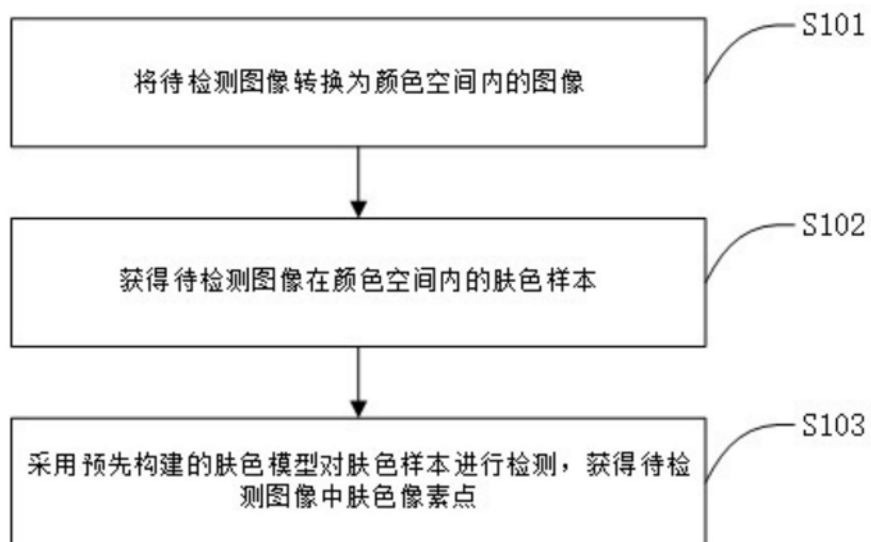 S101
将待检测图像转换为颜色空间内的图像
S102
获得待检测图像在颜色空间内的肤色样本
S103
采用预先构建的肤色模型对肤色样本进行检测，获得待检
测图像中肤色像素点